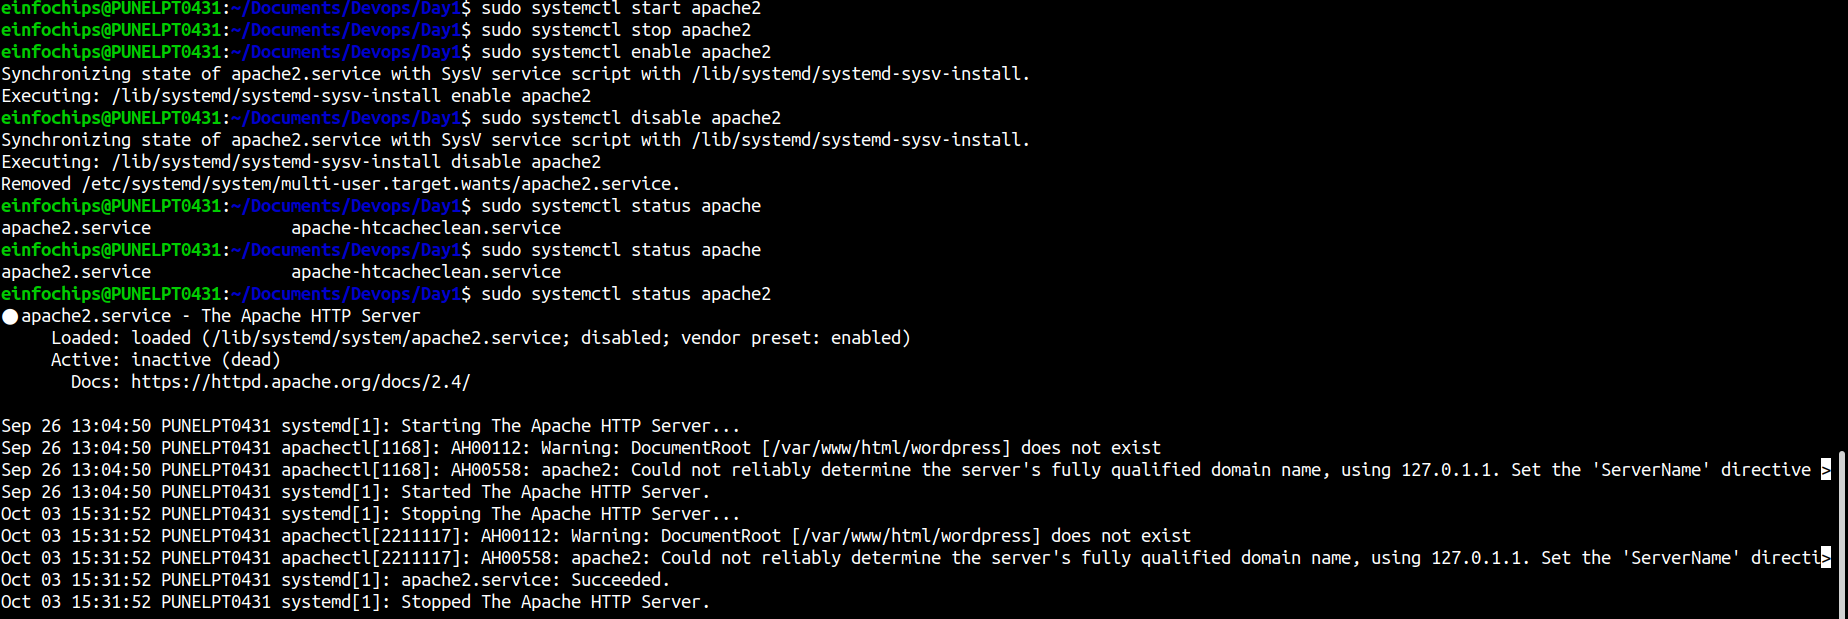 einfochips@PUNELPT0431:~/Documents/Devops/Day1$ sudo systemctl start apache2
einfochips@PUNELPT0431:~/Documents/Devops/Day1$ sudo systemctl stop apache2
einfochips@PUNELPT0431:~/Documents/Devops/Day1$ sudo systemctl enable apache2
Synchronizing state of apache2.service with SysV service script with /lib/systemd/systemd-sysv-install.
Executing: /lib/systemd/systemd-sysv-install enable apache2
einfochips@PUNELPT0431:~/Documents/Devops/Day1$ sudo systemctl disable apache2
Synchronizing state of apache2.service with SysV service script with /lib/systemd/systemd-sysv-install.
Executing: /lib/systemd/systemd-sysv-install disable apache2
Removed /etc/systemd/system/multi-user.target.wants/apache2.service.
einfochips@PUNELPT0431:~/Documents/Devops/Day1$ sudo systemctl status apache
apache2.service              apache-htcacheclean.service
einfochips@PUNELPT0431:~/Documents/Devops/Day1$ sudo systemctl status apache
apache2.service              apache-htcacheclean.service
einfochips@PUNELPT0431:~/Documents/Devops/Day1$ sudo systemctl status apache2
● apache2.service - The Apache HTTP Server
     Loaded: loaded (/lib/systemd/system/apache2.service; disabled; vendor preset: enabled)
     Active: inactive (dead)
       Docs: https://httpd.apache.org/docs/2.4/
Sep 26 13:04:50 PUNELPT0431 systemd[1]: Starting The Apache HTTP Server...
Sep 26 13:04:50 PUNELPT0431 apachectl[1168]: AH00112: Warning: DocumentRoot [/var/www/html/wordpress] does not exist
Sep 26 13:04:50 PUNELPT0431 apachectl[1168]: AH00558: apache2: Could not reliably determine the server's fully qualified domain name, using 127.0.1.1. Set the 'ServerName' directive >
Sep 26 13:04:50 PUNELPT0431 systemd[1]: Started The Apache HTTP Server.
Oct 03 15:31:52 PUNELPT0431 systemd[1]: Stopping The Apache HTTP Server...
Oct 03 15:31:52 PUNELPT0431 apachectl[2211117]: AH00112: Warning: DocumentRoot [/var/www/html/wordpress] does not exist
Oct 03 15:31:52 PUNELPT0431 apachectl[2211117]: AH00558: apache2: Could not reliably determine the server's fully qualified domain name, using 127.0.1.1. Set the 'ServerName' directi>
Oct 03 15:31:52 PUNELPT0431 systemd[1]: apache2.service: Succeeded.
Oct 03 15:31:52 PUNELPT0431 systemd[1]: Stopped The Apache HTTP Server.